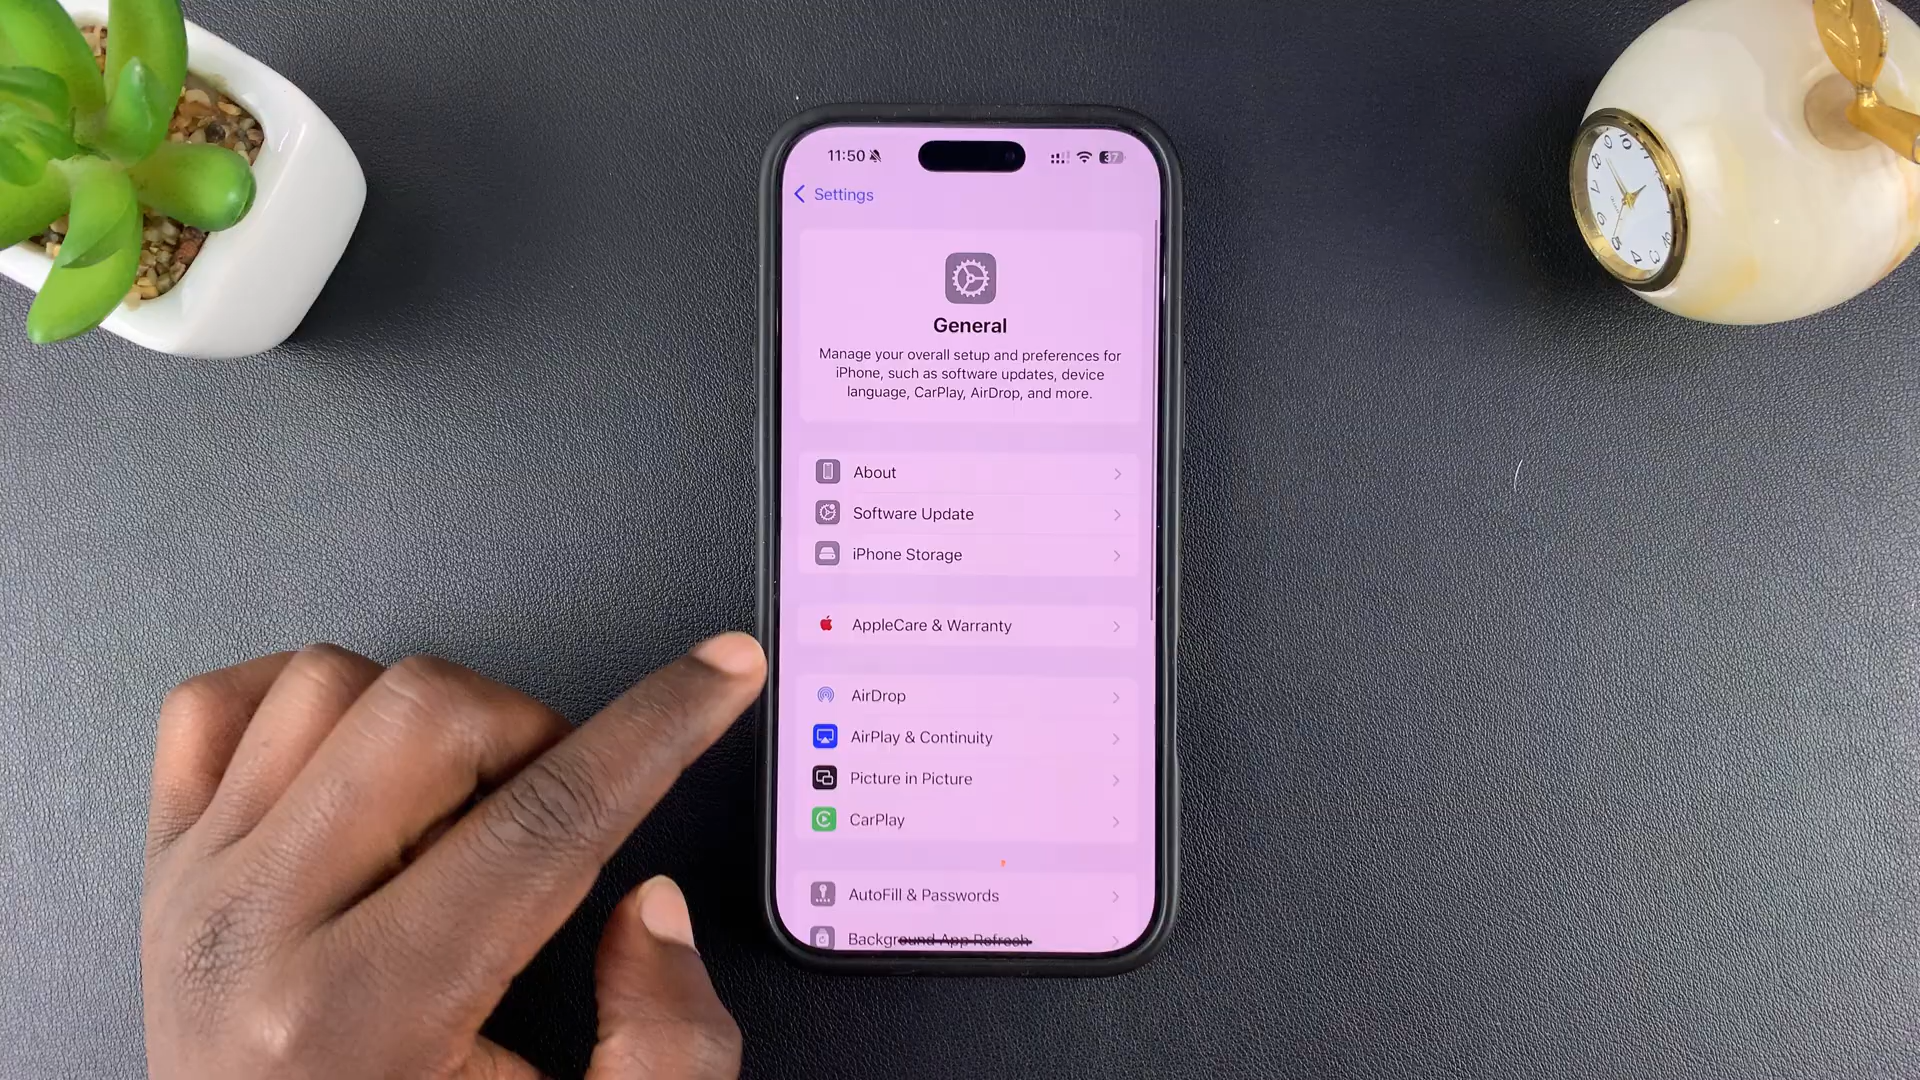 11:50
37
Settings
General
Manage your overall setup and preferences for
iPhone, such as software updates, device
language, CarPlay, AirDrop, and more.
About
Software Update
iPhone Storage
AppleCare & Warranty
AirDrop
AirPlay & Continuity
Picture in Picture
CarPlay
AutoFill & Passwords
Background App Refresh